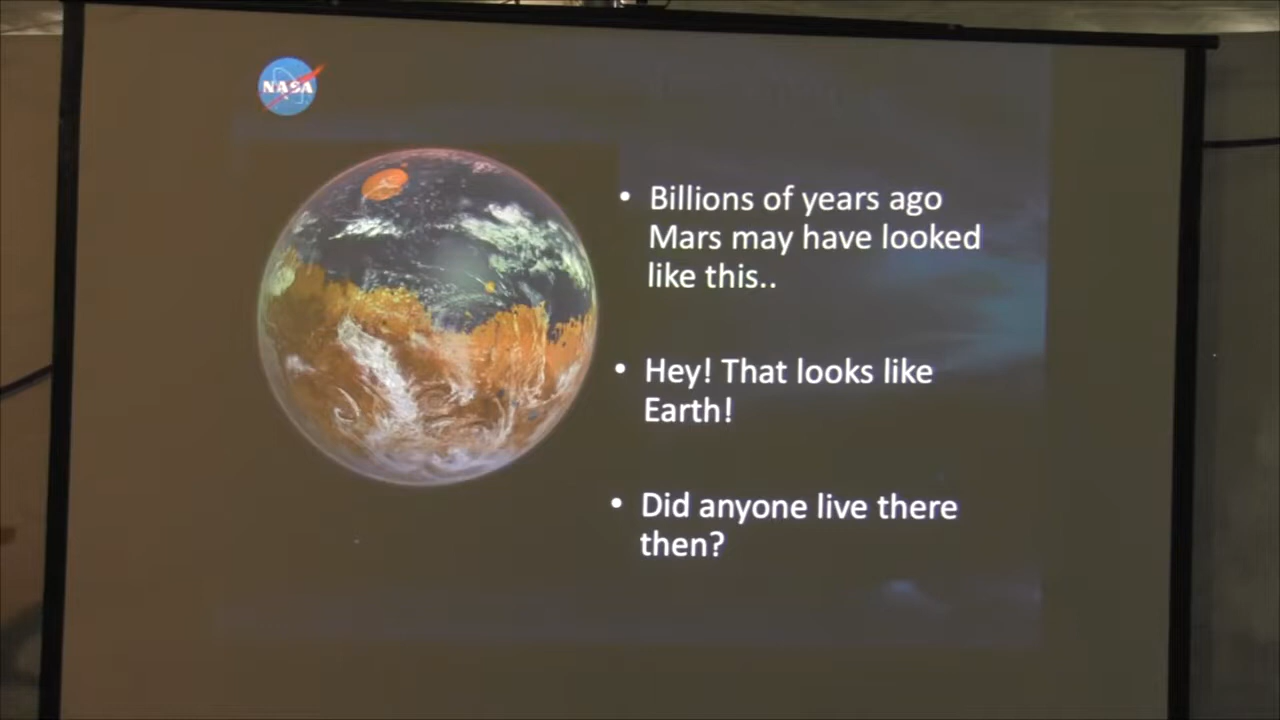 NASA
• Billions of years ago
Mars may have looked
like this..
• Hey! That looks like
Earth!
• Did anyone live there
then?